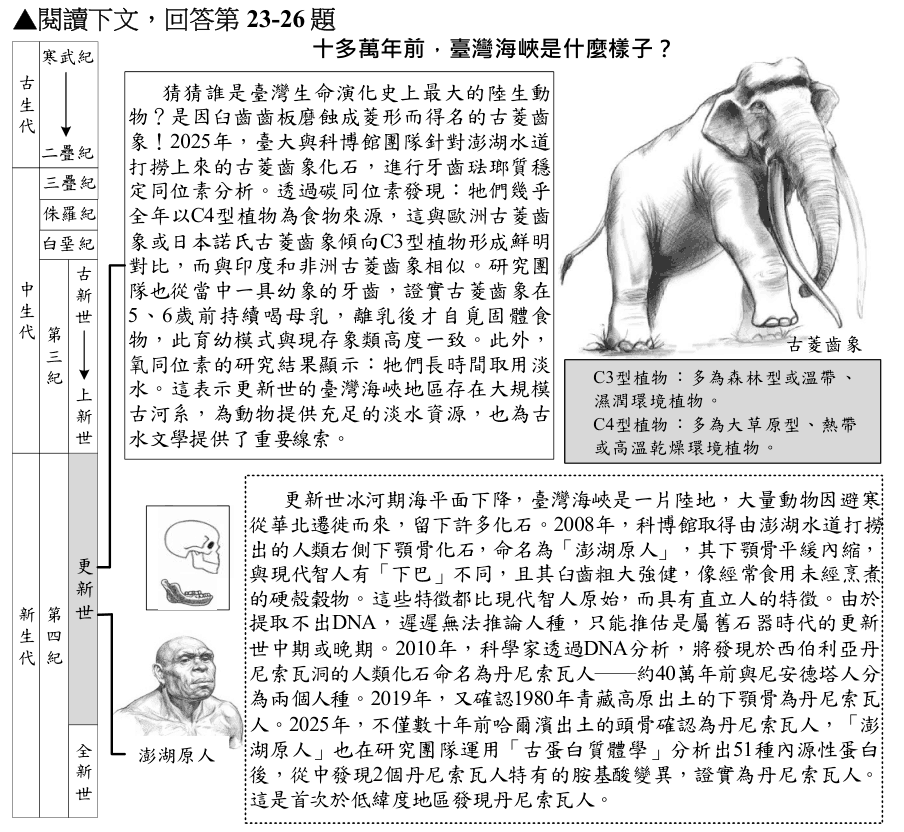 ▲閱讀下文，回答第 23-26 題
十多萬年前，臺灣海峽是什麼樣子？
古生代
寒武紀
二疊紀
中生代
三疊紀
侏羅紀
白堊紀
第三紀
古新世
上新世
新生代
第四紀
更新世
全新世
猜猜誰是臺灣生命演化史上最大的陸生動
物？是因臼齒齒板磨蝕成菱形而得名的古菱齒
象！2025年，臺大與科博館團隊針對澎湖水道
打撈上來的古菱齒象化石，進行牙齒琺瑯質穩
定同位素分析。透過碳同位素發現：牠們幾乎
全年以C4型植物為食物來源，這與歐洲古菱齒
象或日本諾氏古菱齒象傾向C3型植物形成鮮明
對比，而與印度和非洲古菱齒象相似。研究團
隊也從當中一具幼象的牙齒，證實古菱齒象在
5、6歲前持續喝母乳，離乳後才自覓固體食
物，此育幼模式與現存象類高度一致。此外，
氧同位素的研究結果顯示：牠們長時間取用淡
水。這表示更新世的臺灣海峽地區存在大規模
古河系，為動物提供充足的淡水資源，也為古
水文學提供了重要線索。
古菱齒象
C3型植物：多為森林型或溫帶、
濕潤環境植物。
C4型植物：多為大草原型、熱帶
或高溫乾燥環境植物。
澎湖原人
更新世冰河期海平面下降，臺灣海峽是一片陸地，大量動物因避寒
從華北遷徙而來，留下許多化石。2008年，科博館取得由澎湖水道打撈
出的人類右側下顎骨化石，命名為「澎湖原人」，其下顎骨平緩內縮，
與現代智人有「下巴」不同，且其臼齒粗大強健，像經常食用未經烹煮
的硬殼穀物。這些特徵都比現代智人原始，而具有直立人的特徵。由於
提取不出DNA，遲遲無法推論人種，只能推估是屬舊石器時代的更新
世中期或晚期。2010年，科學家透過DNA分析，將發現於西伯利亞丹
尼索瓦洞的人類化石命名為丹尼索瓦人——約40萬年前與尼安德塔人分
為兩個人種。2019年，又確認1980年青藏高原出土的下顎骨為丹尼索瓦
人。2025年，不僅數十年前哈爾濱出土的頭骨確認為丹尼索瓦人，「澎
湖原人」也在研究團隊運用「古蛋白質體學」分析出51種內源性蛋白
後，從中發現2個丹尼索瓦人特有的胺基酸變異，證實為丹尼索瓦人。
這是首次於低緯度地區發現丹尼索瓦人。